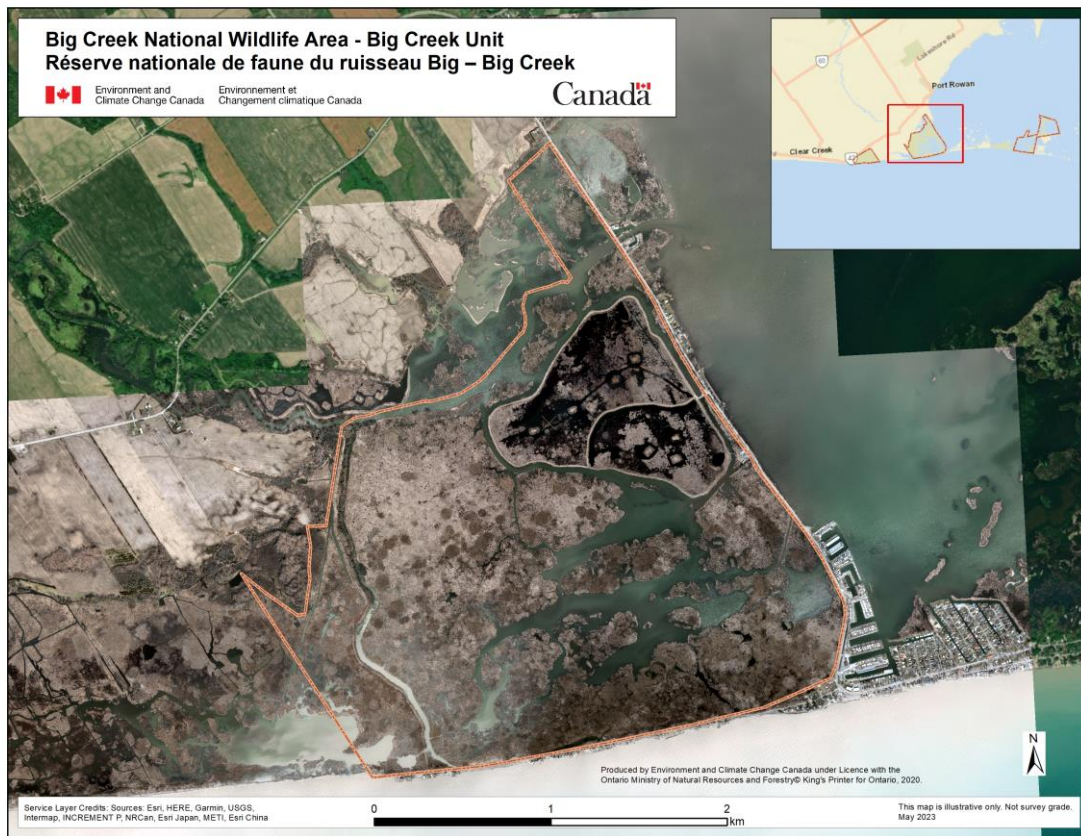 Big Creek National Wildlife Area - Big Creek Unit
Réserve nationale de faune du ruisseau Big – Big Creek
Environment and
Climate Change Canada
Environnement et
Changement climatique Canada
Canada
60
Lakeshore Rd
Port Rowan
Clear Creek
42
N
Produced by Environment and Climate Change Canada under Licence with the
Ontario Ministry of Natural Resources and Forestry© King's Printer for Ontario, 2020.
Service Layer Credits: Sources: Esri, HERE, Garmin, USGS,
Intermap, INCREMENT P, NRCan, Esri Japan, METI, Esri China
0
1
2
km
This map is illustrative only. Not survey grade.
May 2023